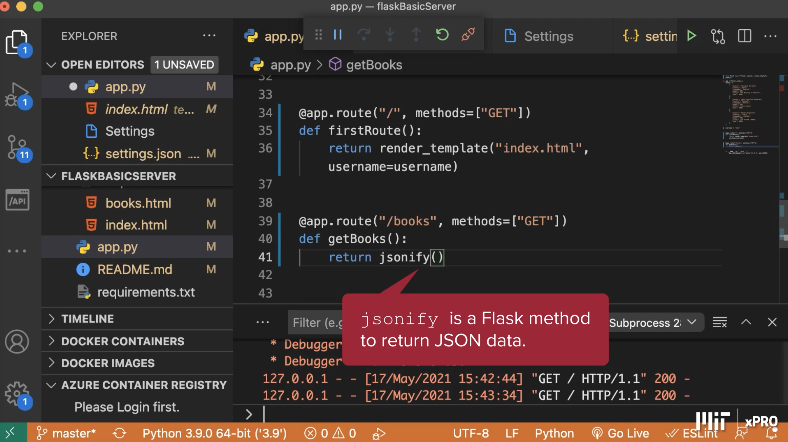 app.py — flaskBasicServer
EXPLORER
OPEN EDITORS 1 UNSAVED
app.py M
index.html te... M
Settings
settings.json .... M
FLASKBASICSERVER
books.html M
index.html M
app.py M
README.md M
requirements.txt
TIMELINE
DOCKER CONTAINERS
DOCKER IMAGES
AZURE CONTAINER REGISTRY
Please Login first.
1
1
11
/API
1
app.py
Settings
{..} settin
app.py > getBooks
32
33
34 @app.route("/", methods=["GET"])
35 def firstRoute():
36 return render_template("index.html",
username=username)
37
38
39 @app.route("/books", methods=["GET"])
40 def getBooks():
41 return jsonify()
42
43
jsonify is a Flask method
to return JSON data.
Filter (e.g
Subprocess 2
* Debugger
* Debugger
127.0.0.1 - - [17/May/2021 15:42:44] "GET / HTTP/1.1" 200 -
127.0.0.1 - - [17/May/2021 15:43:34] "GET / HTTP/1.1" 200 -
>
MIT xPRO
master* Python 3.9.0 64-bit ('3.9') 0 0 UTF-8 LF Python Go Live ESLint